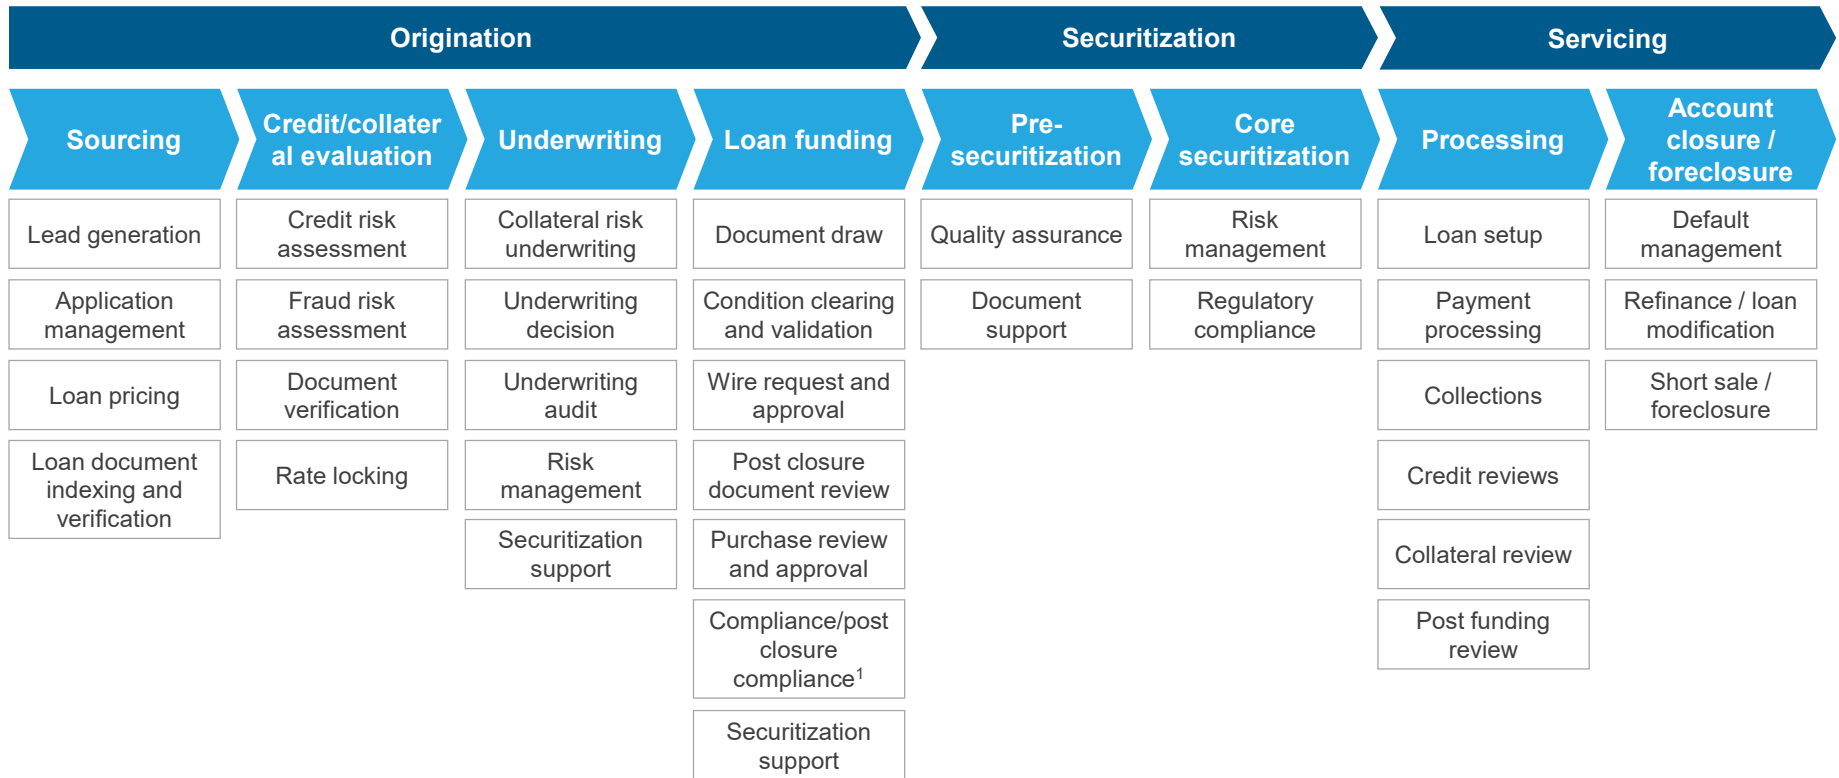 Origination
Securitization
Servicing
Sourcing
Credit/collater
al evaluation
Underwriting
Loan funding
Pre-
securitization
Core
securitization
Processing
Account
closure /
foreclosure
Lead generation
Application
management
Loan pricing
Loan document
indexing and
verification
Credit risk
assessment
Fraud risk
assessment
Document
verification
Rate locking
Collateral risk
underwriting
Underwriting
decision
Underwriting
audit
Risk
management
Securitization
support
Document draw
Condition clearing
and validation
Wire request and
approval
Post closure
document review
Purchase review
and approval
Compliance/post
closure
compliance¹
Securitization
support
Quality assurance
Document
support
Risk
management
Regulatory
compliance
Loan setup
Payment
processing
Collections
Credit reviews
Collateral review
Post funding
review
Default
management
Refinance / loan
modification
Short sale /
foreclosure